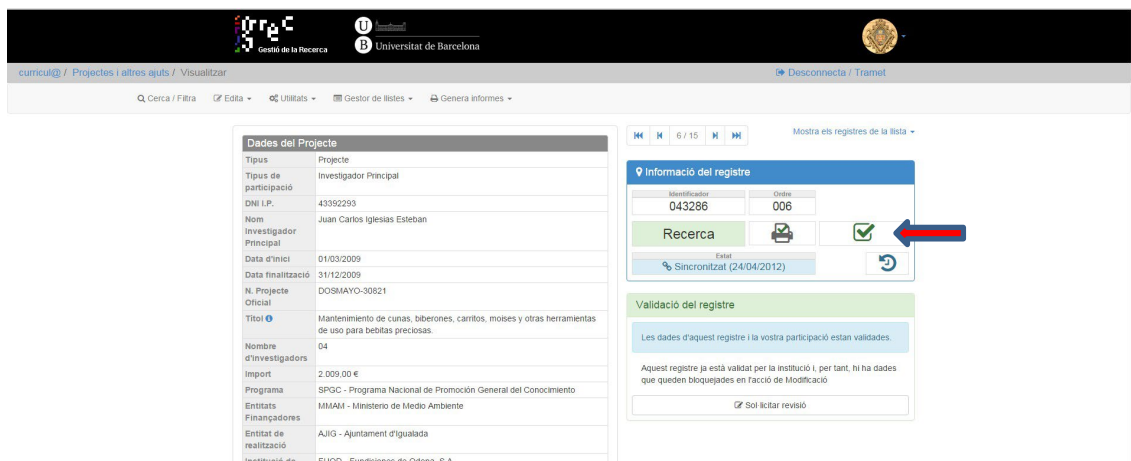 Gestió de la Recerca
U
B Universitat de Barcelona
curricul@ / Projectes i altres ajuts / Visualitzar
Desconnecta / Tramet
Cerca / Filtra Edita Utilitats Gestor de llistes Genera informes
Dades del Projecte
Tipus Projecte
Tipus de participació Investigador Principal
DNI I.P. 43392293
Nom Investigador Principal Juan Carlos Iglesias Esteban
Data d'inici 01/03/2009
Data finalització 31/12/2009
N. Projecte Oficial DOSMAYO-30821
Títol Mantenimiento de cunas, biberones, carritos, moises y otras herramientas
de uso para bebitas preciosas.
Nombre d'investigadors 04
Import 2.009,00 €
Programa SPGC - Programa Nacional de Promoción General del Conocimiento
Entitats Finançadores MMAM - Ministerio de Medio Ambiente
Entitat de realització AJIG - Ajuntament d'Igualada
6 / 15
Mostra els registres de la llista
Informació del registre
Identificador Ordre
043286 006
Recerca
Estat
Sincronitzat (24/04/2012)
Validació del registre
Les dades d'aquest registre i la vostra participació estan validades.
Aquest registre ja està validat per la institució i, per tant, hi ha dades
que queden bloquejades en l'acció de Modificació
Sol·licitar revisió